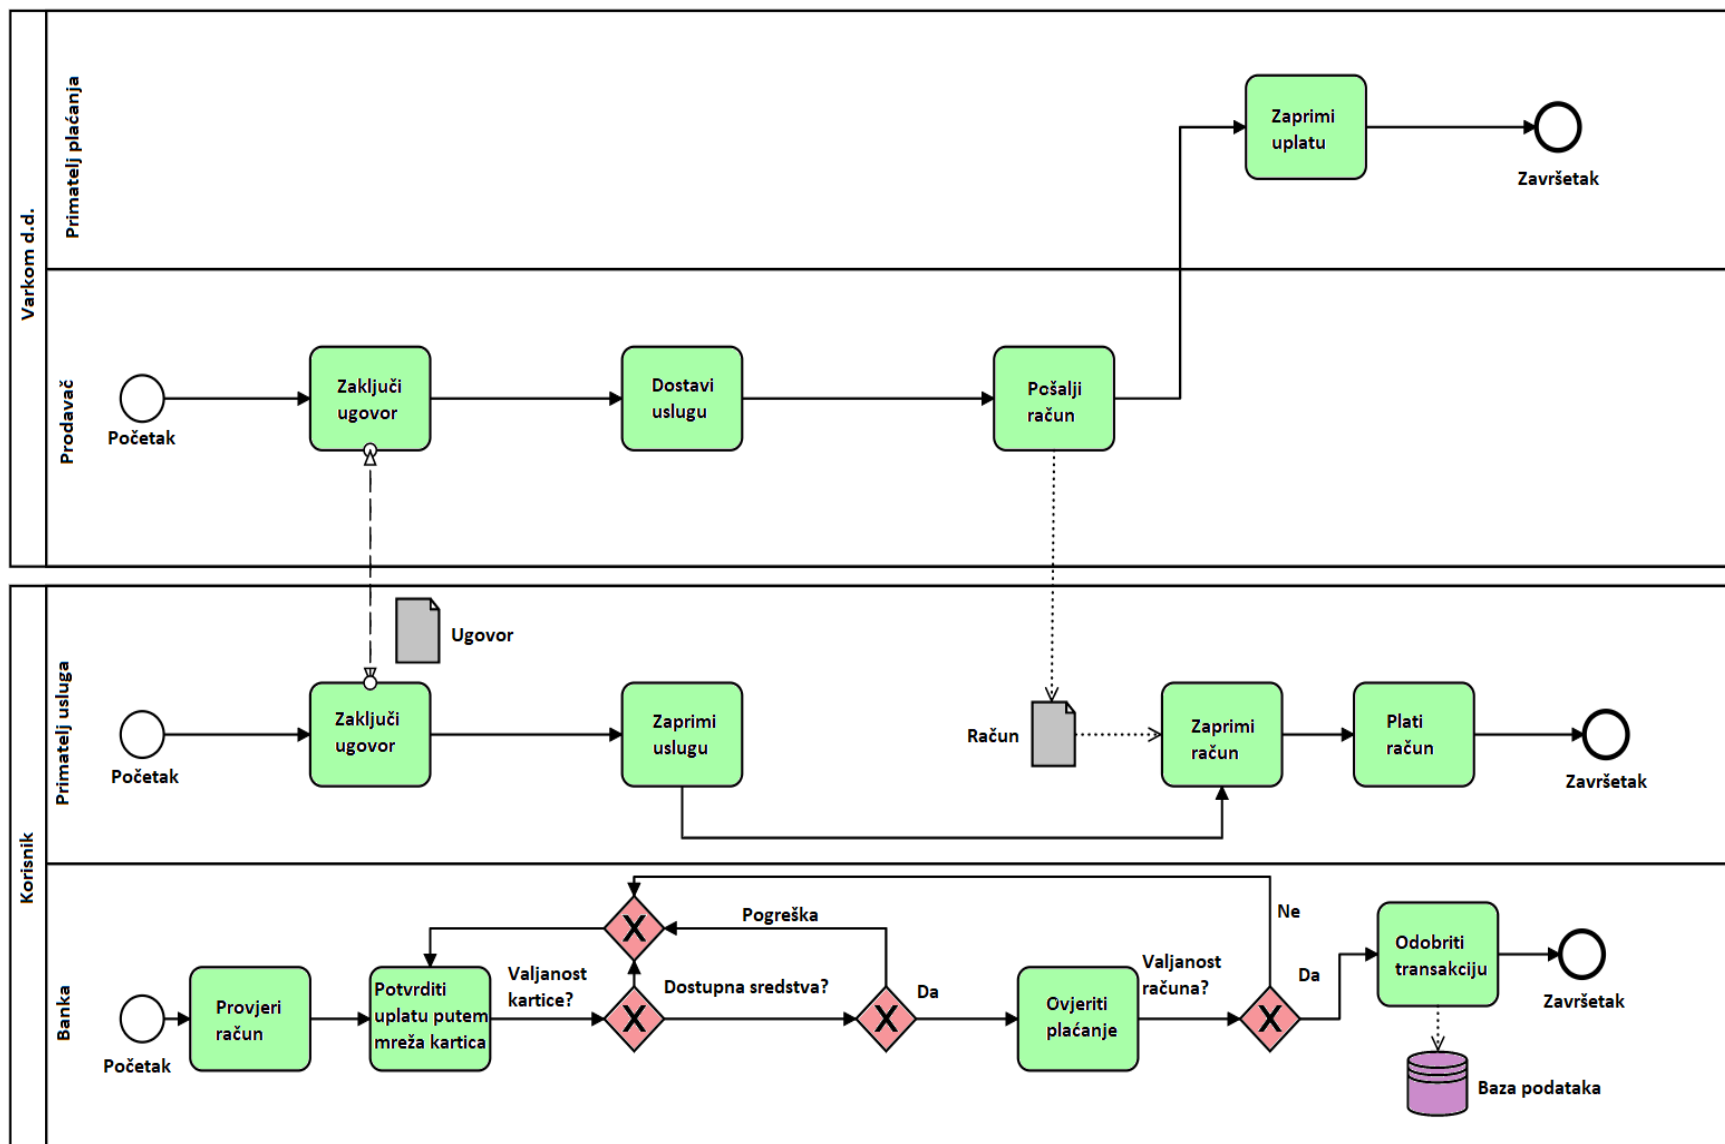 Varkom d.d.
Primatelj plaćanja
Zaprimi
uplatu
Završetak
Prodavač
Početak
Zaključi
ugovor
Dostavi
uslugu
Pošalji
račun
Korisnik
Primatelj usluga
Ugovor
Početak
Zaključi
ugovor
Zaprimi
uslugu
Račun
Zaprimi
račun
Plati
račun
Završetak
Banka
Početak
Provjeri
račun
Potvrditi
uplatu putem
mreža kartica
Valjanost
kartice?
X
X
Pogreška
Dostupna sredstva?
X
Da
Ovjeriti
plaćanje
Valjanost
računa?
X
Ne
Da
Odobriti
transakciju
Završetak
Baza podataka